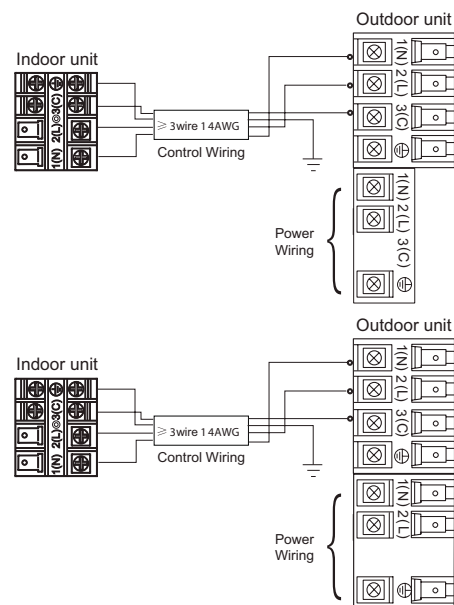 Outdoor unit
Indoor unit
1(N) 2(L) 3(C)
1(N) 2(L) 3(C)
≥ 3wire 14AWG
Control Wiring
1(N) 2(L) 3(C)
Power
Wiring
Outdoor unit
Indoor unit
1(N) 2(L) 3(C)
1(N) 2(L) 3(C)
≥ 3wire 14AWG
Control Wiring
1(N) 2(L)
Power
Wiring